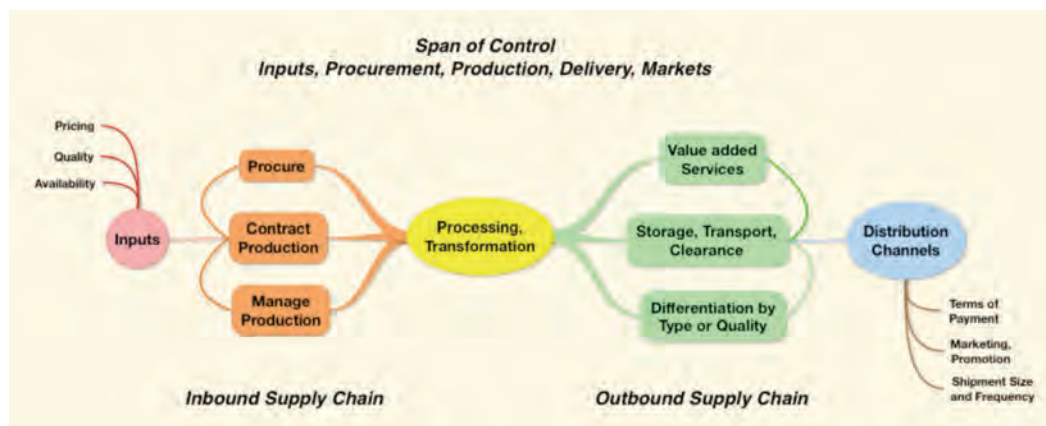 Span of Control
Inputs, Procurement, Production, Delivery, Markets
Pricing
Quality
Availability
Inputs
Procure
Contract
Production
Manage
Production
Processing,
Transformation
Value added
Services
Storage, Transport,
Clearance
Differentiation by
Type or Quality
Distribution
Channels
Terms of
Payment
Marketing,
Promotion
Shipment Size
and Frequency
Inbound Supply Chain
Outbound Supply Chain